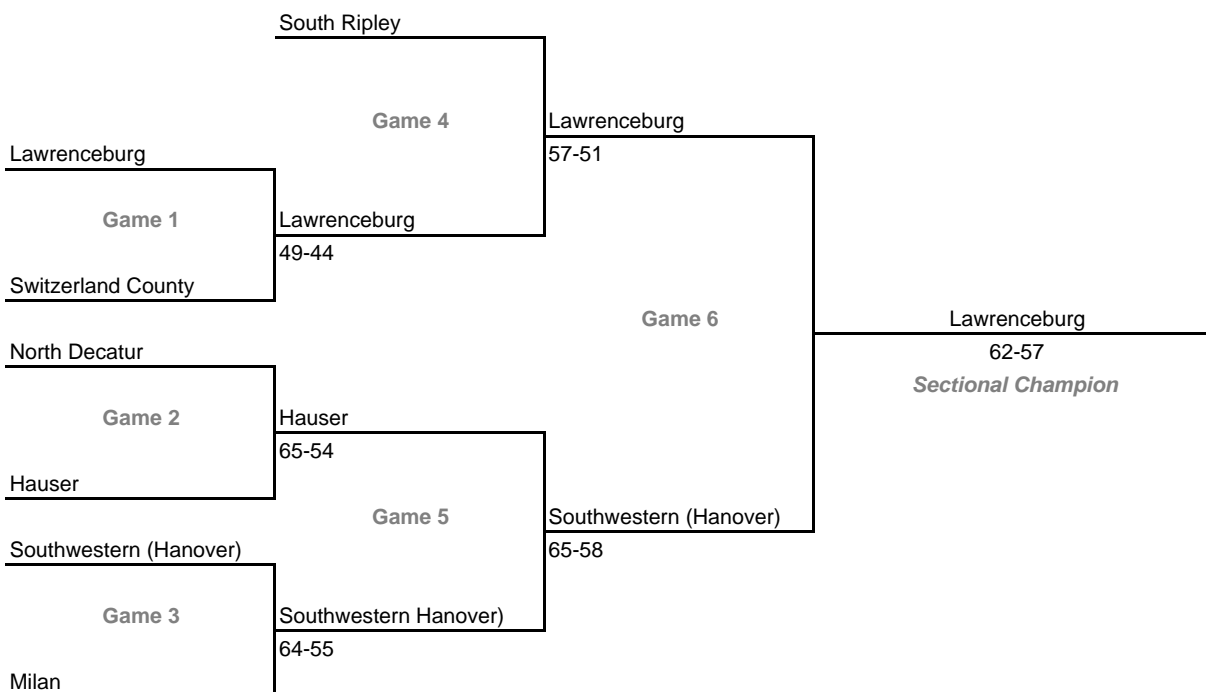 South Ripley
Game 4
Lawrenceburg
Lawrenceburg
57-51
Game 1
Lawrenceburg
49-44
Switzerland County
Game 6
Lawrenceburg
North Decatur
62-57
Sectional Champion
Game 2
Hauser
65-54
Hauser
Game 5
Southwestern (Hanover)
Southwestern (Hanover)
65-58
Game 3
Southwestern Hanover)
64-55
Milan